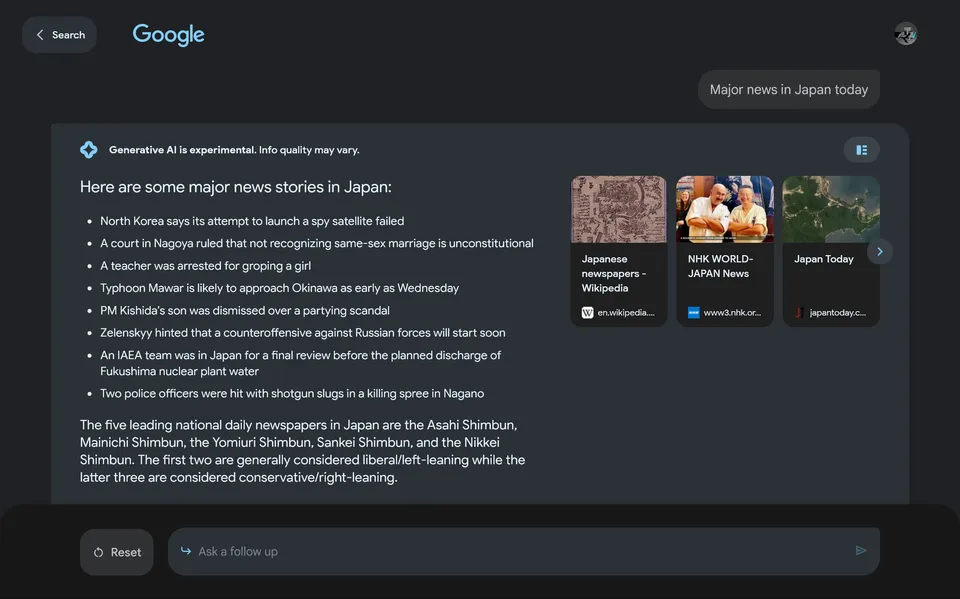 Search
Google
Major news in Japan today
Generative AI is experimental. Info quality may vary.
Here are some major news stories in Japan:
• North Korea says its attempt to launch a spy satellite failed
• A court in Nagoya ruled that not recognizing same-sex marriage is unconstitutional
• A teacher was arrested for groping a girl
• Typhoon Mawar is likely to approach Okinawa as early as Wednesday
• PM Kishida's son was dismissed over a partying scandal
• Zelenskyy hinted that a counteroffensive against Russian forces will start soon
• An IAEA team was in Japan for a final review before the planned discharge of
Fukushima nuclear plant water
• Two police officers were hit with shotgun slugs in a killing spree in Nagano
The five leading national daily newspapers in Japan are the Asahi Shimbun,
Mainichi Shimbun, the Yomiuri Shimbun, Sankei Shimbun, and the Nikkei
Shimbun. The first two are generally considered liberal/left-leaning while the
latter three are considered conservative/right-leaning.
Japanese
newspapers -
Wikipedia
W en.wikipedia....
NHK WORLD-
JAPAN News
www3.nhk.or...
Japan Today
japantoday.c...
Reset
Ask a follow up